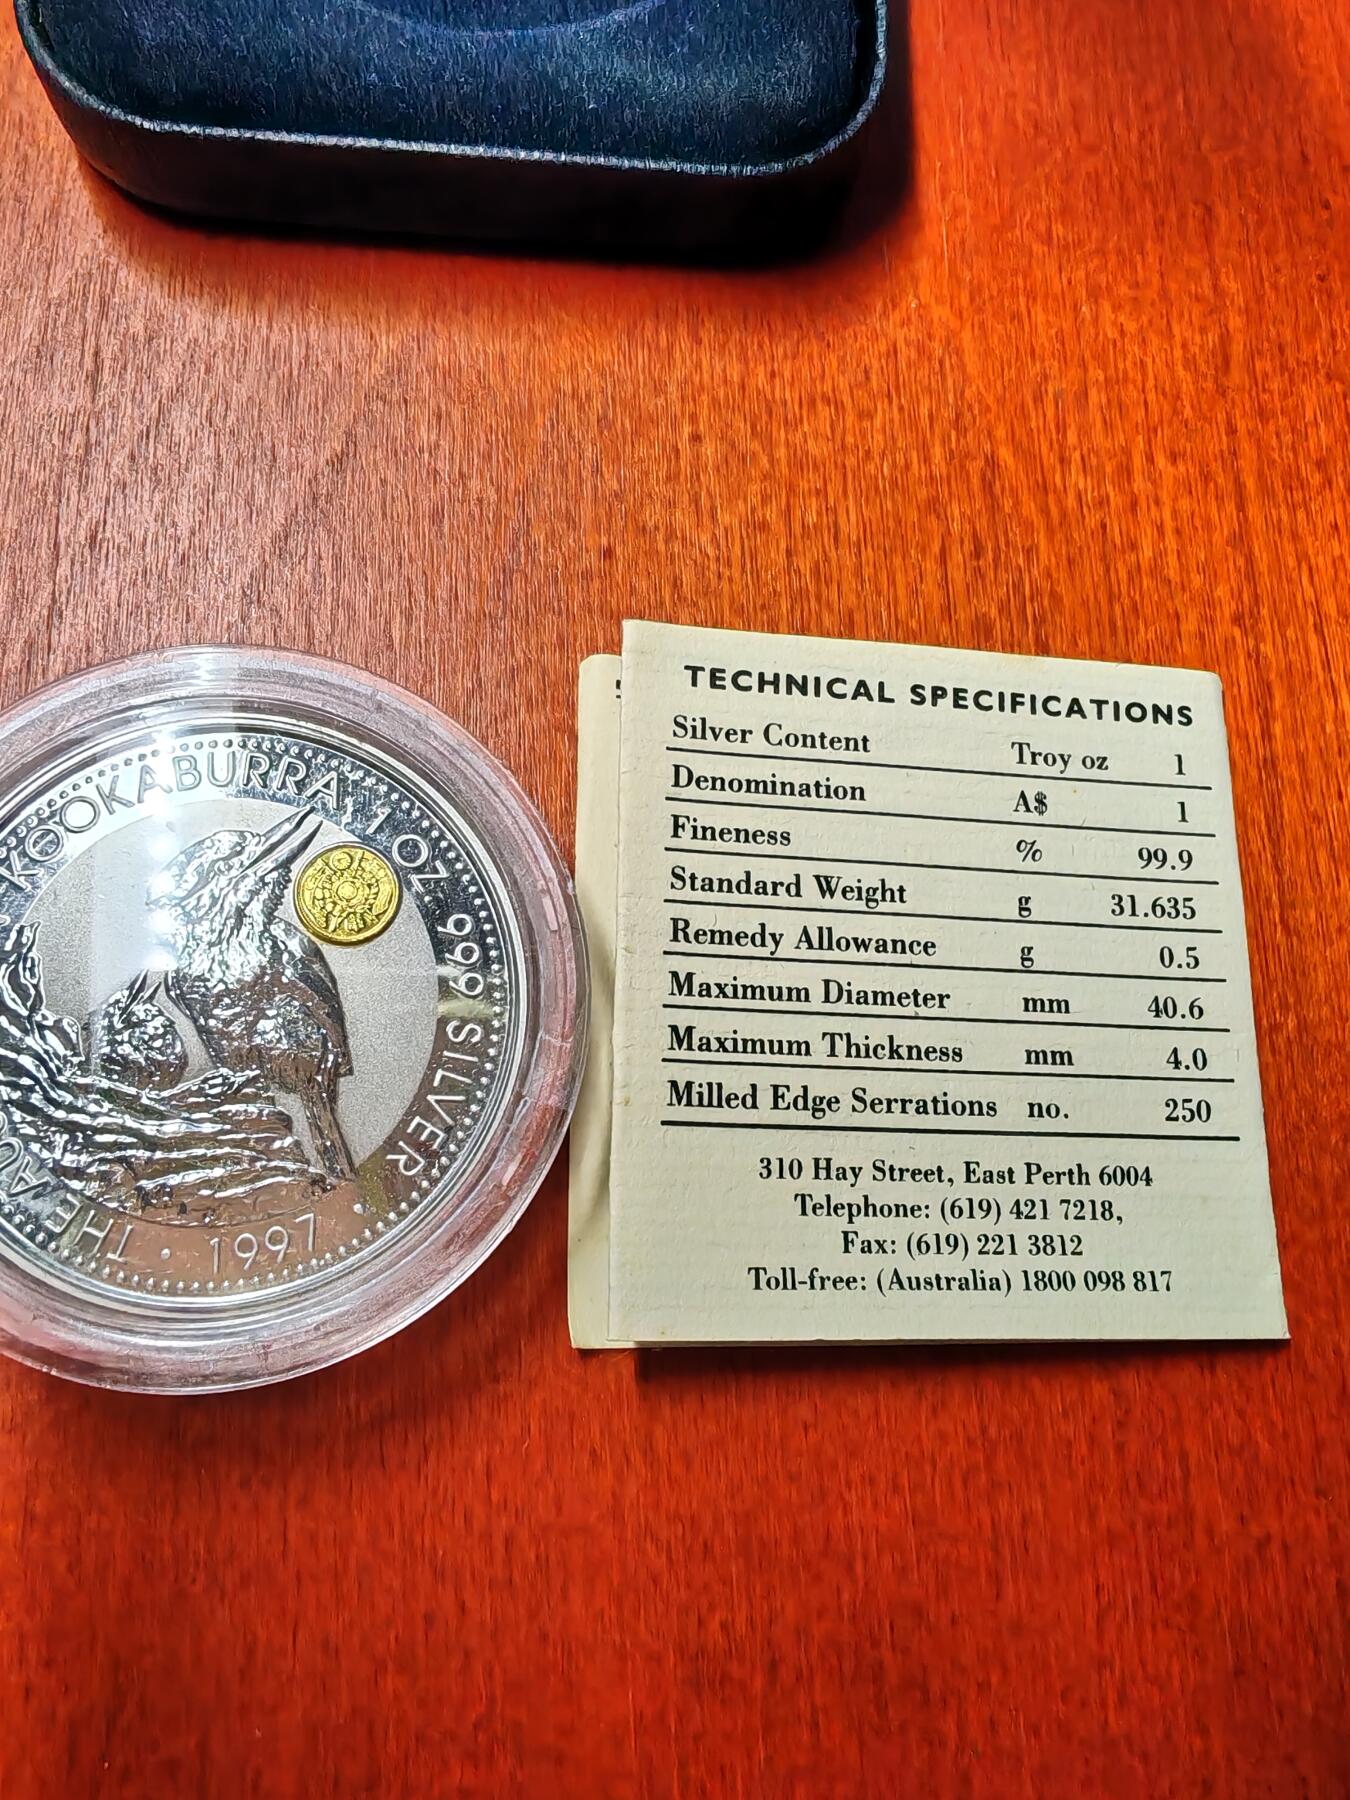 KOOKABURRA 1 OZ 999 SILVER
THE AU
· 1997 ·
TECHNICAL SPECIFICATIONS
Silver Content Troy oz 1
Denomination A$ 1
Fineness % 99.9
Standard Weight g 31.635
Remedy Allowance g 0.5
Maximum Diameter mm 40.6
Maximum Thickness mm 4.0
Milled Edge Serrations no. 250
310 Hay Street, East Perth 6004
Telephone: (619) 421 7218,
Fax: (619) 221 3812
Toll-free: (Australia) 1800 098 817